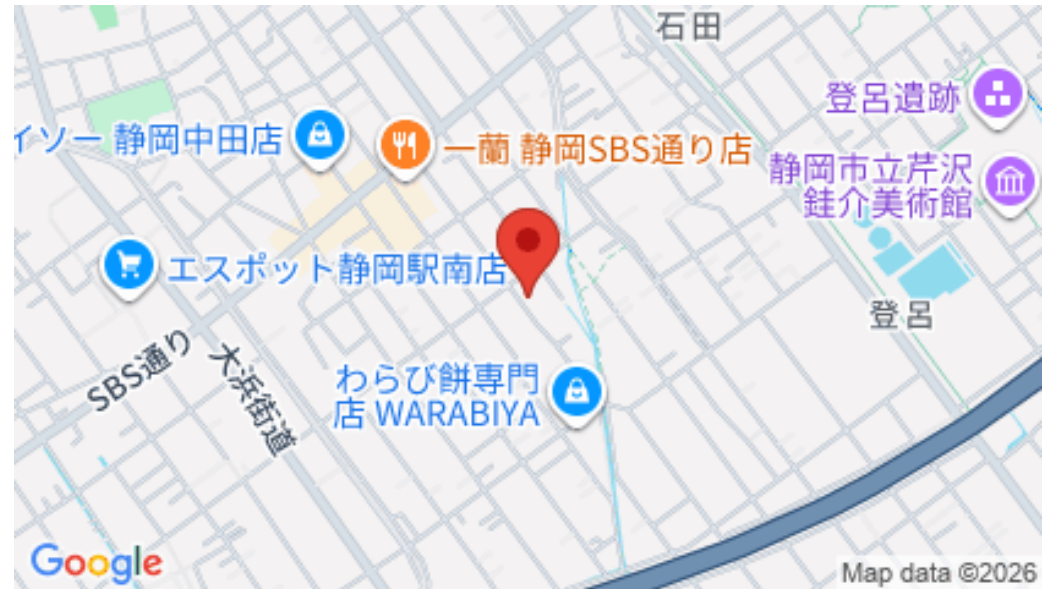 石田
登呂遺跡
イソー 静岡中田店
一蘭 静岡SBS通り店
静岡市立芹沢
銈介美術館
エスポット静岡駅南店
登呂
SBS通り
大浜街道
わらび餅専門
店 WARABIYA
Google
Map data ©2026